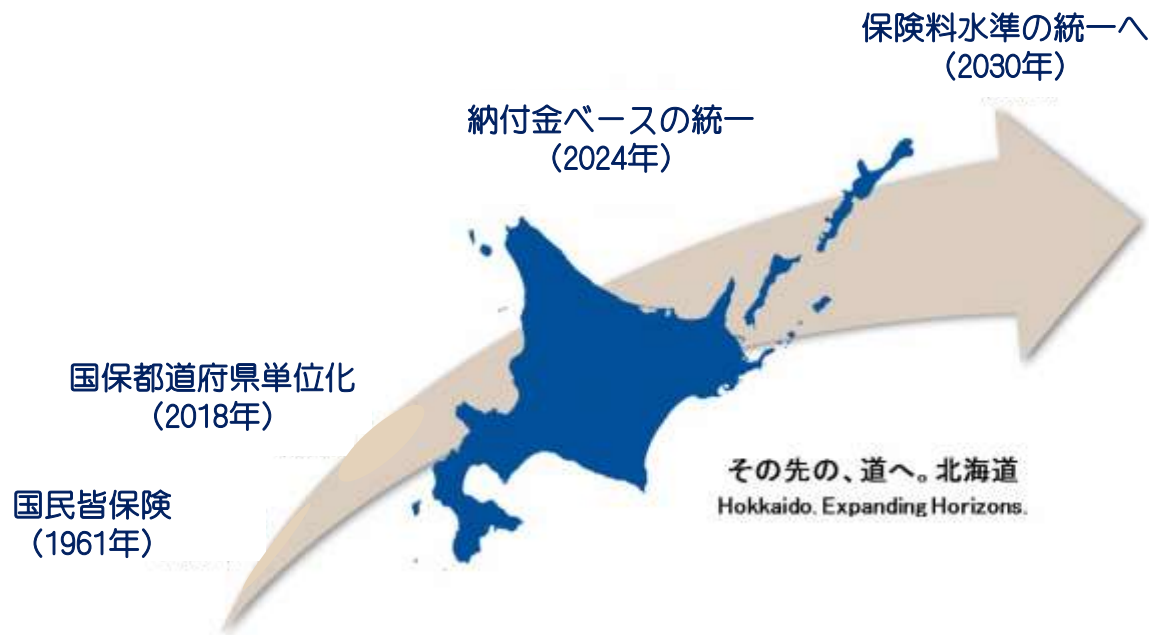 保険料水準の統一へ
（2030年）
納付金ベースの統一
（2024年）
国保都道府県単位化
（2018年）
国民皆保険
（1961年）
その先の、道へ。北海道
Hokkaido. Expanding Horizons.